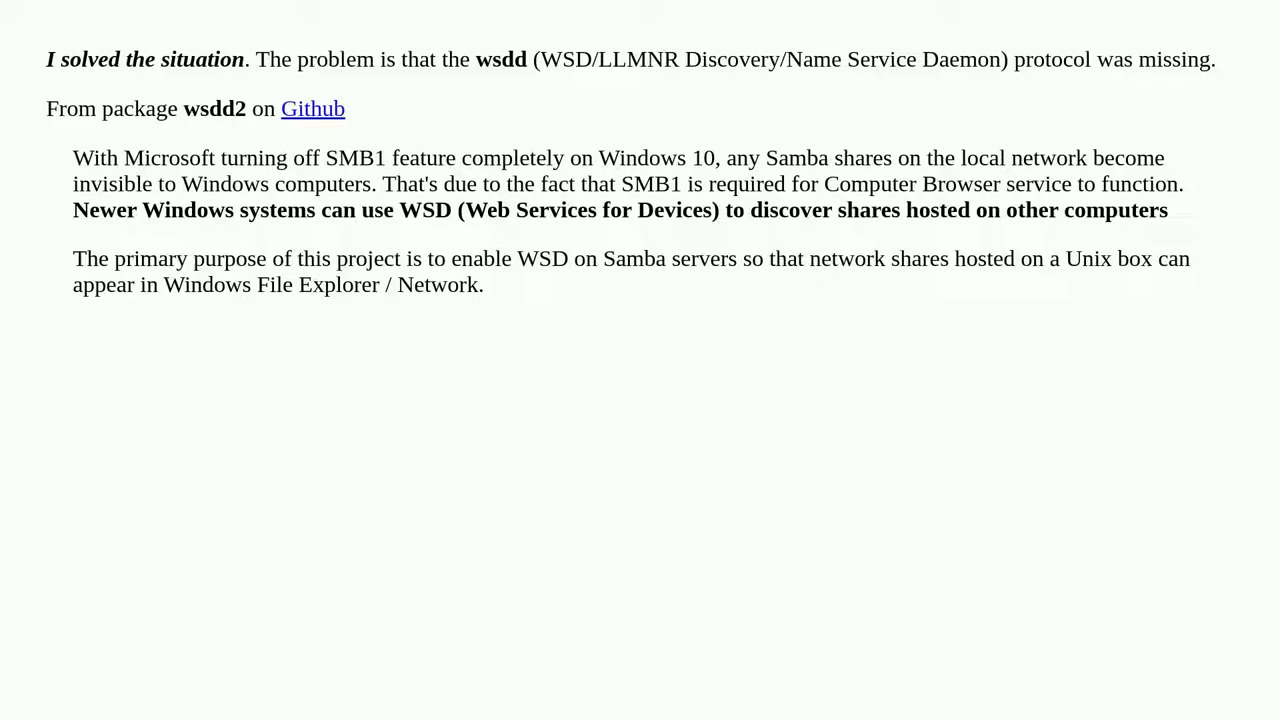 I solved the situation. The problem is that the wsdd (WSD/LLMNR Discovery/Name Service Daemon) protocol was missing.
From package wsdd2 on Github
With Microsoft turning off SMB1 feature completely on Windows 10, any Samba shares on the local network become
invisible to Windows computers. That's due to the fact that SMB1 is required for Computer Browser service to function.
Newer Windows systems can use WSD (Web Services for Devices) to discover shares hosted on other computers
The primary purpose of this project is to enable WSD on Samba servers so that network shares hosted on a Unix box can
appear in Windows File Explorer / Network.